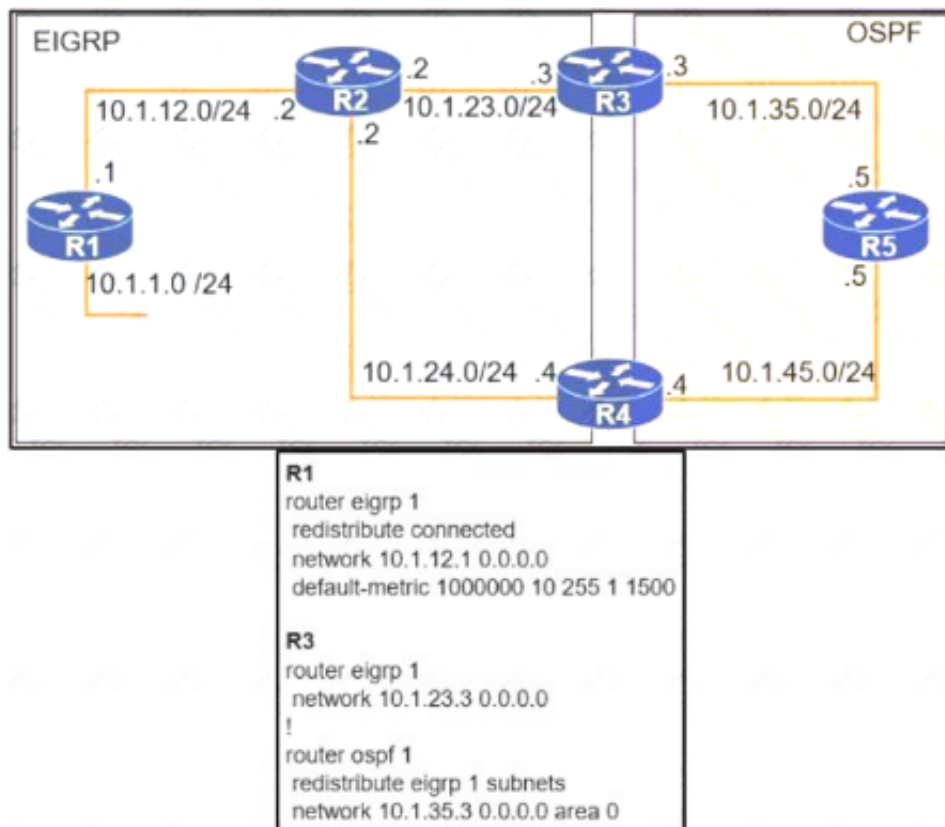 EIGRP
OSPF
.2
.3
.3
R2
R3
10.1.12.0/24
.2
10.1.23.0/24
10.1.35.0/24
.2
.1
.5
R1
R5
10.1.1.0 /24
.5
10.1.24.0/24
.4
10.1.45.0/24
.4
R4
R1
router eigrp 1
redistribute connected
network 10.1.12.1 0.0.0.0
default-metric 1000000 10 255 1 1500
R3
router eigrp 1
network 10.1.23.3 0.0.0.0
!
router ospf 1
redistribute eigrp 1 subnets
network 10.1.35.3 0.0.0.0 area 0